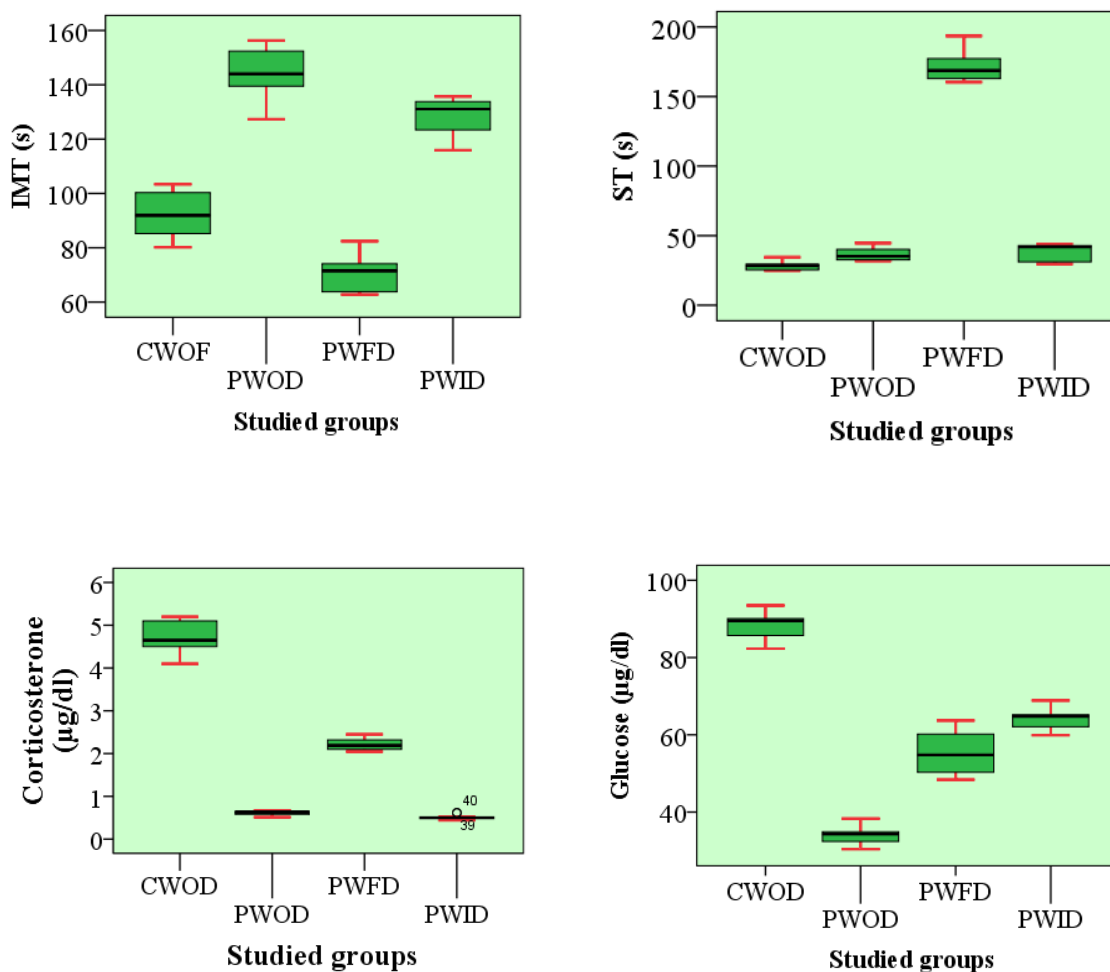 IMT (s)
160
140
120
100
80
60
CWOF
PWOD
PWFD
PWID
Studied groups
ST (s)
200
150
100
50
0
CWOD
PWOD
PWFD
PWID
Studied groups
Corticosterone
(µg/dl)
6
5
4
3
2
1
0
40
39
CWOD
PWOD
PWFD
PWID
Studied groups
Glucose (µg/dl)
100
80
60
40
CWOD
PWOD
PWFD
PWID
Studied groups